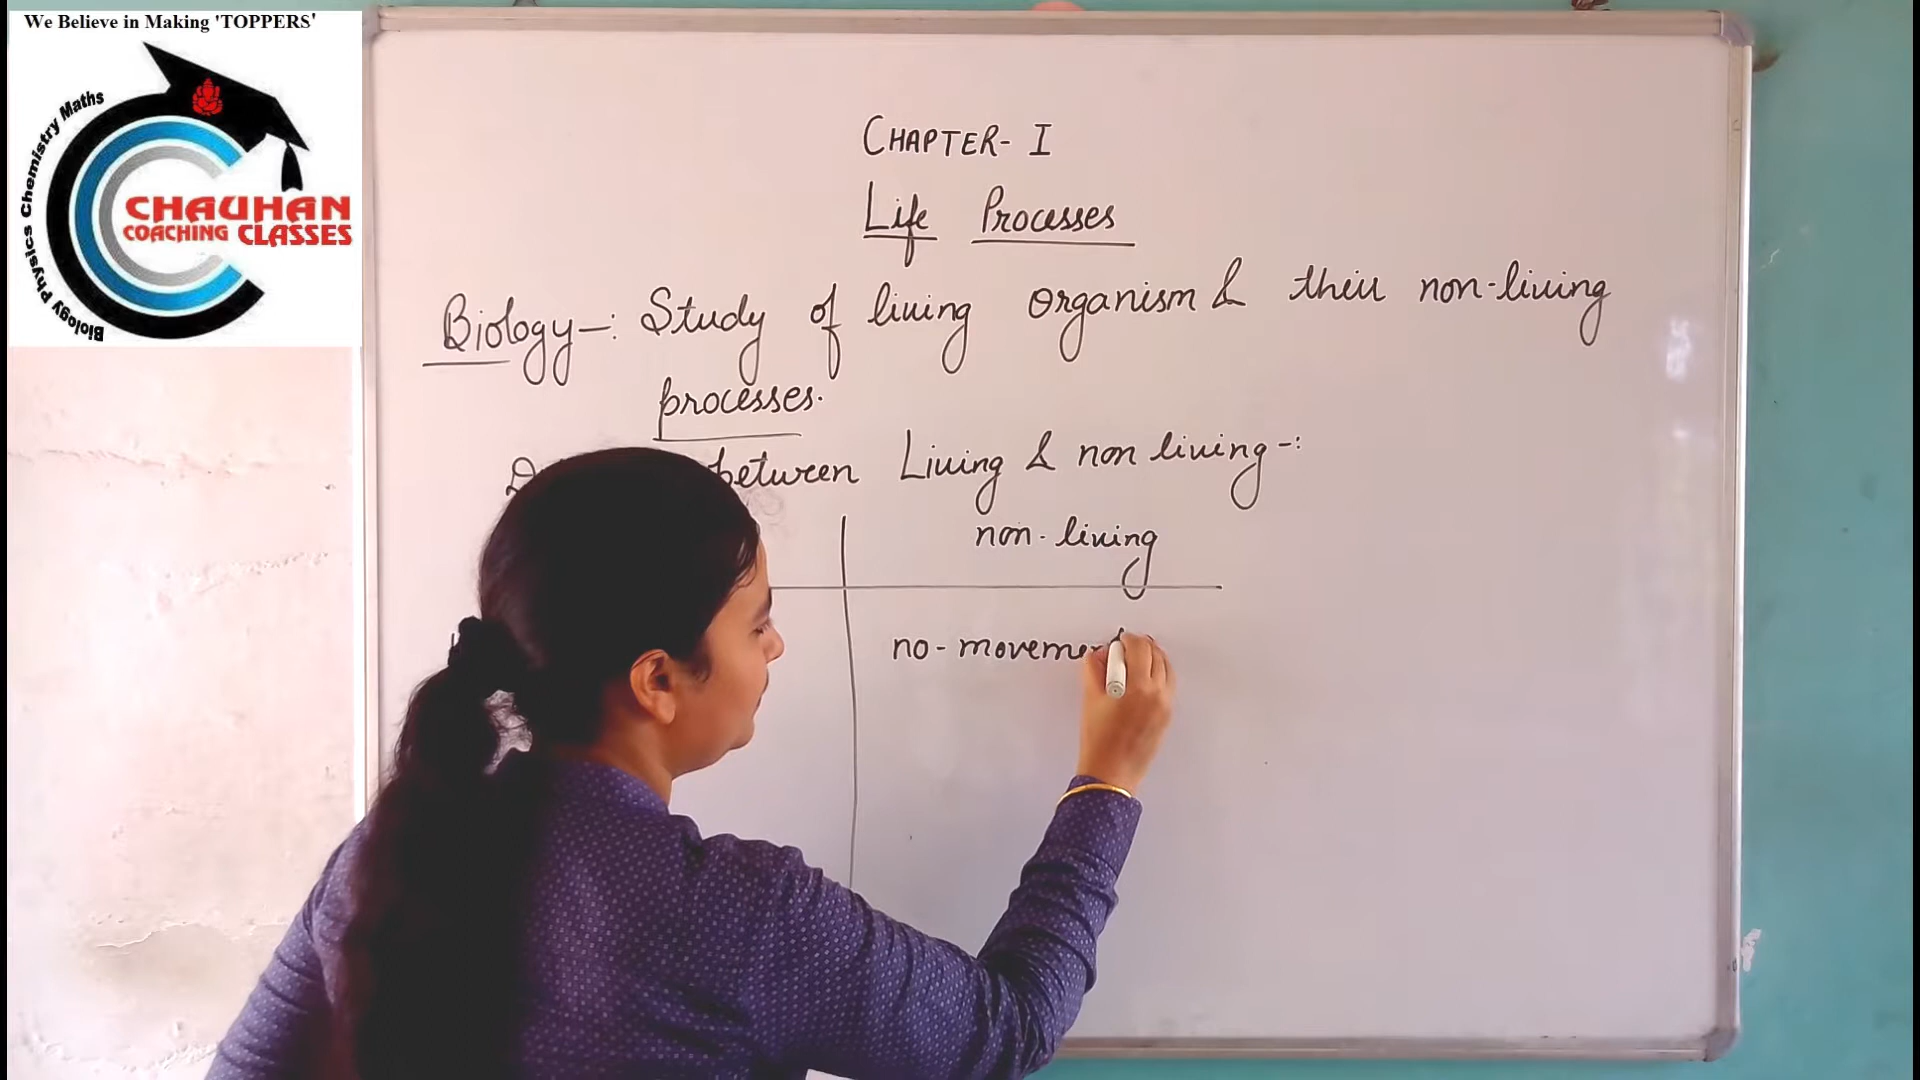 We Believe in Making 'TOPPERS'
Biology Physics Chemistry Maths
CHAUHAN
COACHING CLASSES
CHAPTER- I
Life Processes
Biology-: Study of living organism & their non-living
processes.
between Living & non living-:
non-living
no-movement